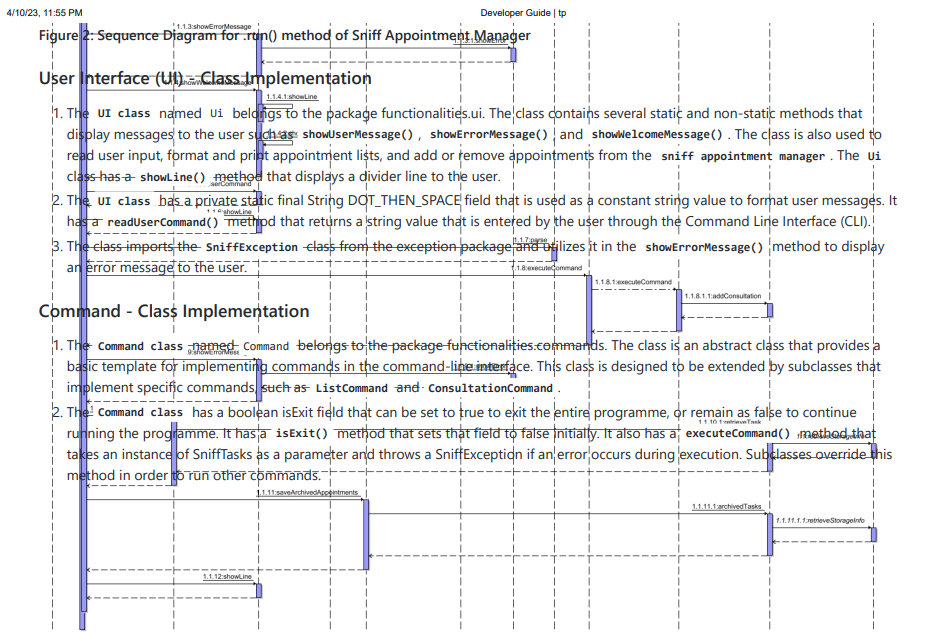 4/10/23, 11:55 PM
Developer Guide | tp
1.1.3:showErrorMessage
Figure 2: Sequence Diagram for .run() method of Sniff Appointment Manager
User Interface (UI) - Class Implementation
1.1.4.1:showLine
1. The UI class named Ui belongs to the package functionalities.ui. The class contains several static and non-static methods that
display messages to the user such as showUserMessage() , showErrorMessage() , and showWelcomeMessage() . The class is also used to
read user input, format and print appointment lists, and add or remove appointments from the sniff appointment manager . The Ui
class has a showLine() method that displays a divider line to the user.
serCommand
2. The UI class has a private static final String DOT_THEN_SPACE field that is used as a constant string value to format user messages. It
:showLine
has a readUserCommand() method that returns a string value that is entered by the user through the Command Line Interface (CLI).
1.1.7:parse
3. The class imports the SniffException class from the exception package and utilizes it in the showErrorMessage() method to display
an error message to the user.
1.1.8:executeCommand
1.1.8.1:executeCommand
1.1.8.1.1:addConsultation
Command - Class Implementation
1. The Command class named Command belongs to the package functionalities.commands. The class is an abstract class that provides a
9:showErrorMess
basic template for implementing commands in the command-line interface. This class is designed to be extended by subclasses that
implement specific commands, such as ListCommand and ConsultationCommand .
2. The Command class has a boolean isExit field that can be set to true to exit the entire programme, or remain as false to continue
1.1.10.1:retrieveTask
running the programme. It has a isExit() method that sets that field to false initially. It also has a executeCommand() method that
takes an instance of SniffTasks as a parameter and throws a SniffException if an error occurs during execution. Subclasses override this
method in order to run other commands.
1.1.11:saveArchivedAppointments
1.1.11.1:archivedTasks
1.1.11.1.1:retrieveStorageInfo
1.1.12:showLine